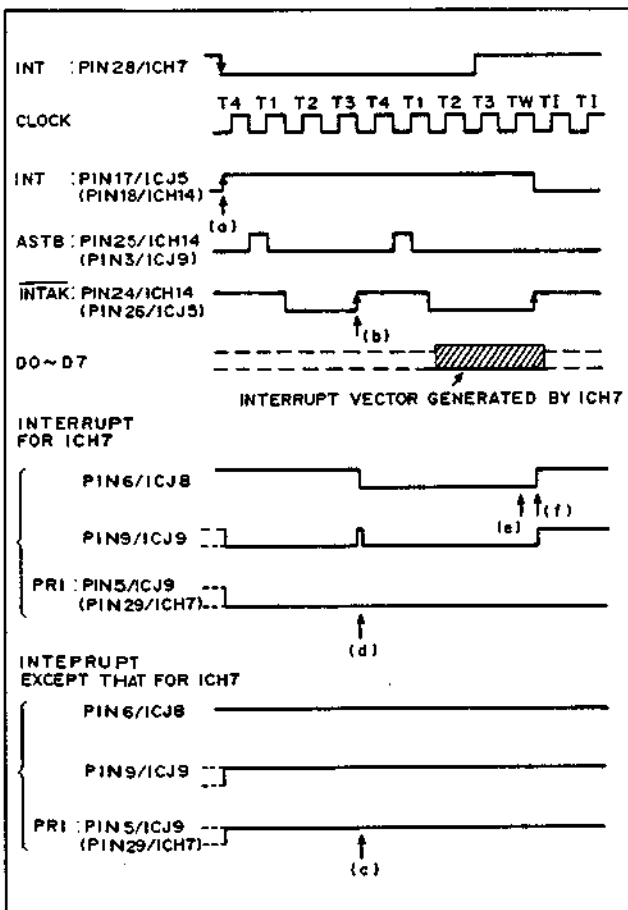 INT : PIN28/ICH7
T4 T1 T2 T3 T4 T1 T2 T3 TW TI TI
CLOCK
INT : PIN17/ICJ5
(PIN18/ICH14)
(a)
ASTB : PIN25/ICH14
(PIN3/ICJ9)
INTAK : PIN24/ICH14
(PIN26/ICJ5)
(b)
D0~D7
INTERRUPT VECTOR GENERATED BY ICH7
INTERRUPT
FOR ICH7
PIN6/ICJ8
(e) (f)
PIN9/ICJ9
PRI : PIN5/ICJ9
(PIN29/ICH7)
(d)
INTEPRUPT
EXCEPT THAT FOR ICH7
PIN6/ICJ8
PIN9/ICJ9
PRI : PIN5/ICJ9
(PIN29/ICH7)
(c)